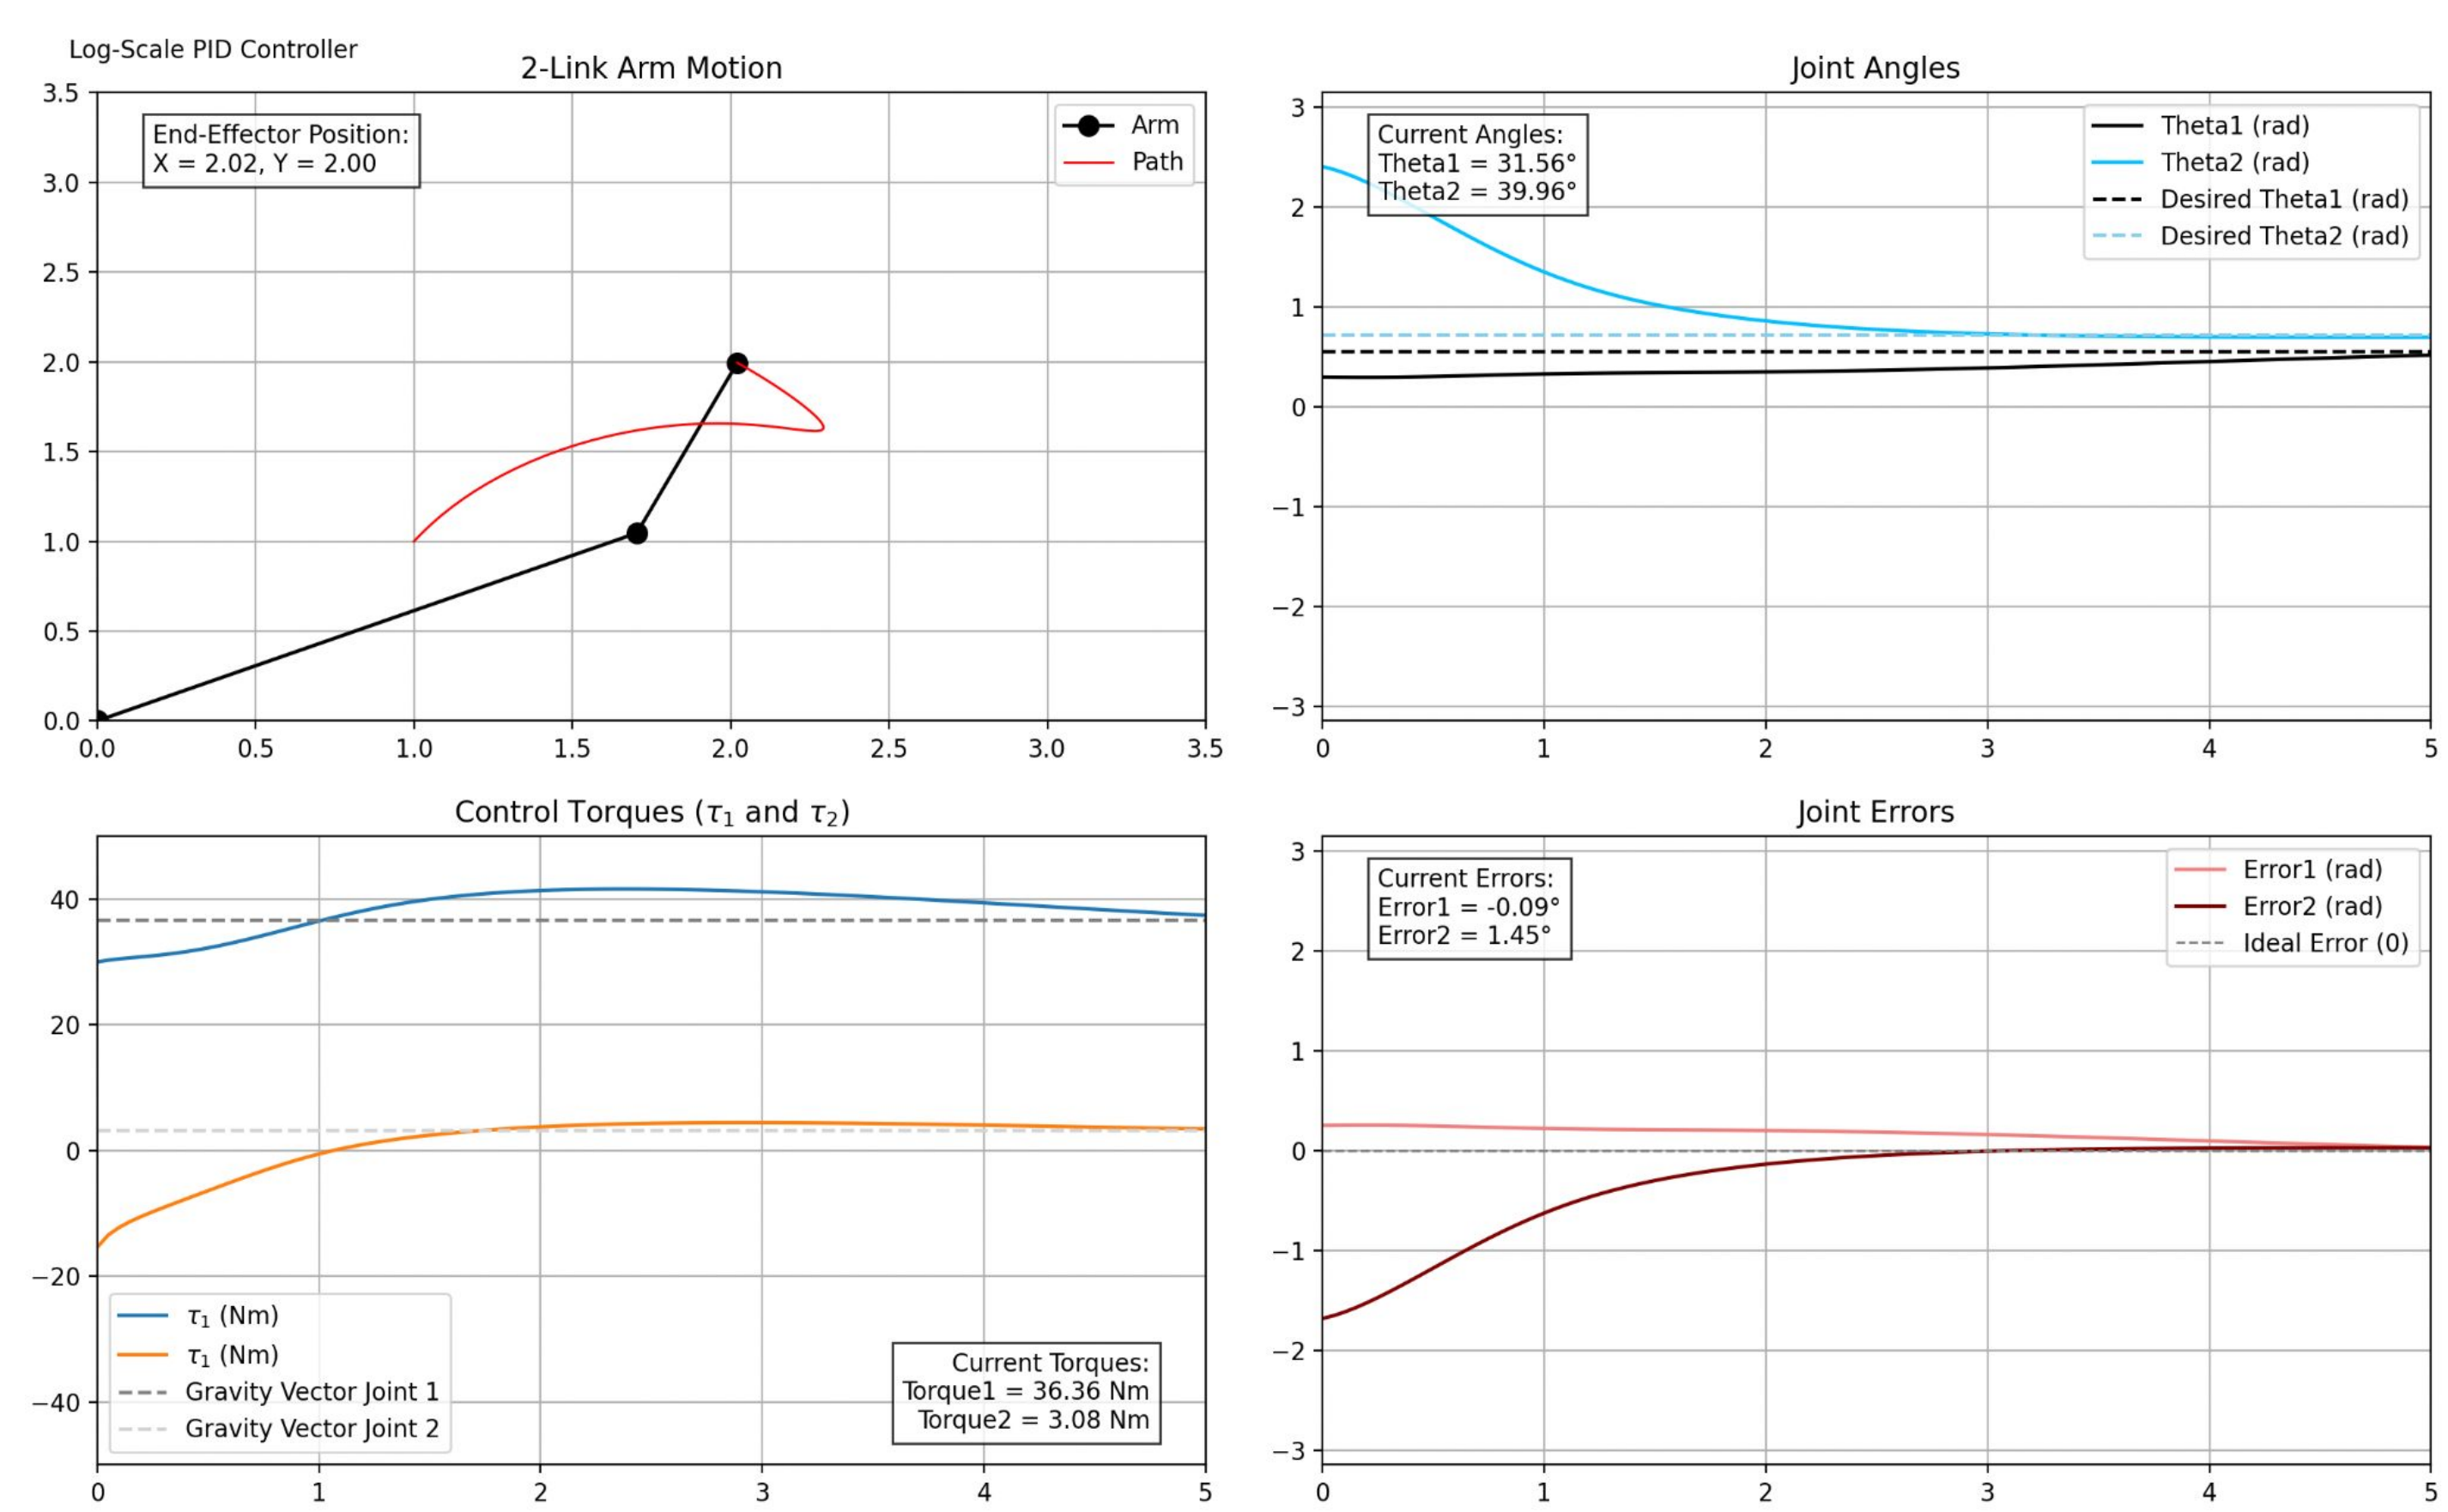 Log-Scale PID Controller
2-Link Arm Motion
3.5
3.0
2.5
2.0
1.5
1.0
0.5
0.0
End-Effector Position:
X = 2.02, Y = 2.00
Arm
Path
0.0 0.5 1.0 1.5 2.0 2.5 3.0 3.5
Joint Angles
3
2
1
0
−1
−2
−3
Current Angles:
Theta1 = 31.56°
Theta2 = 39.96°
Theta1 (rad)
Theta2 (rad)
Desired Theta1 (rad)
Desired Theta2 (rad)
0 1 2 3 4 5
Control Torques (τ₁ and τ₂)
40
20
0
−20
−40
τ₁ (Nm)
τ₁ (Nm)
Gravity Vector Joint 1
Gravity Vector Joint 2
Current Torques:
Torque1 = 36.36 Nm
Torque2 = 3.08 Nm
0 1 2 3 4 5
Joint Errors
3
2
1
0
−1
−2
−3
Current Errors:
Error1 = -0.09°
Error2 = 1.45°
Error1 (rad)
Error2 (rad)
Ideal Error (0)
0 1 2 3 4 5